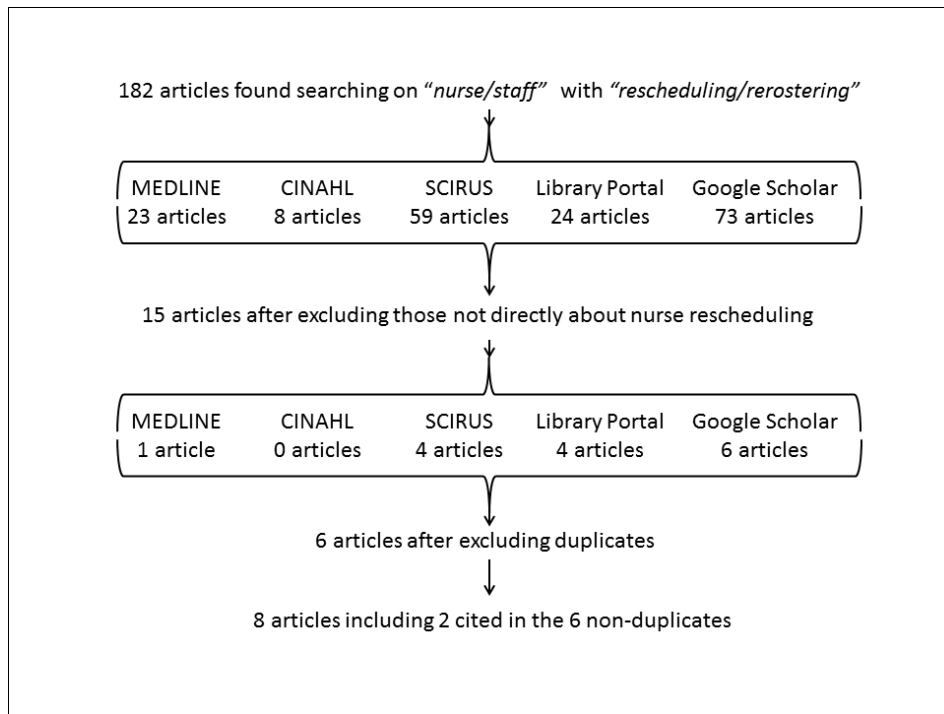 182 articles found searching on “nurse/staff” with “rescheduling/rerostering”
MEDLINE CINAHL SCIRUS Library Portal Google Scholar
23 articles 8 articles 59 articles 24 articles 73 articles
15 articles after excluding those not directly about nurse rescheduling
MEDLINE CINAHL SCIRUS Library Portal Google Scholar
1 article 0 articles 4 articles 4 articles 6 articles
6 articles after excluding duplicates
8 articles including 2 cited in the 6 non-duplicates